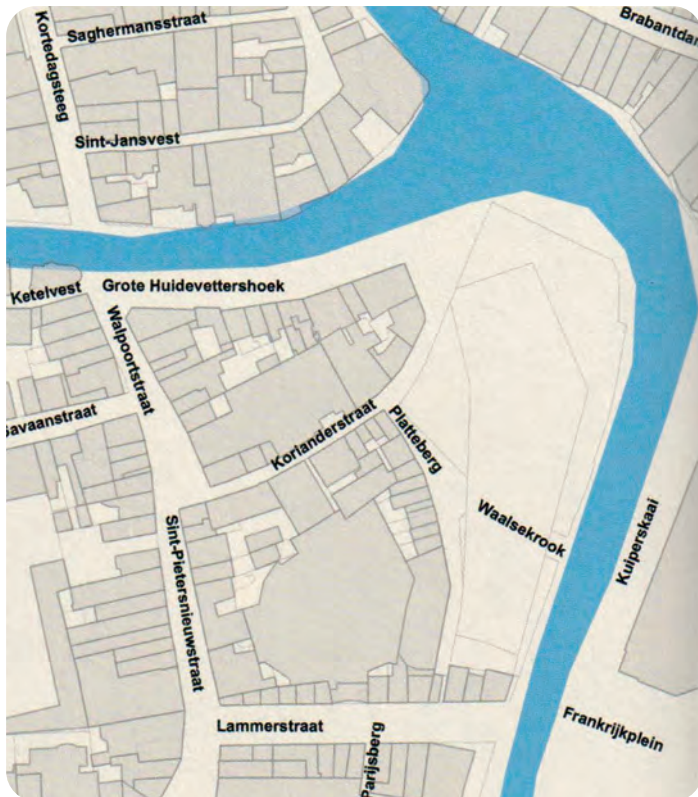 Saghermansstraat
Brabantdam
Kortedagsteeg
Sint-Jansvest
Ketelvest
Grote Huidevettershoek
Walpoortstraat
Savaanstraat
Korianderstraat
Platteberg
Waalsekrook
Kuiperskaai
Sint-Pietersnieuwstraat
Lammerstraat
Frankrijkplein
Parijsberg